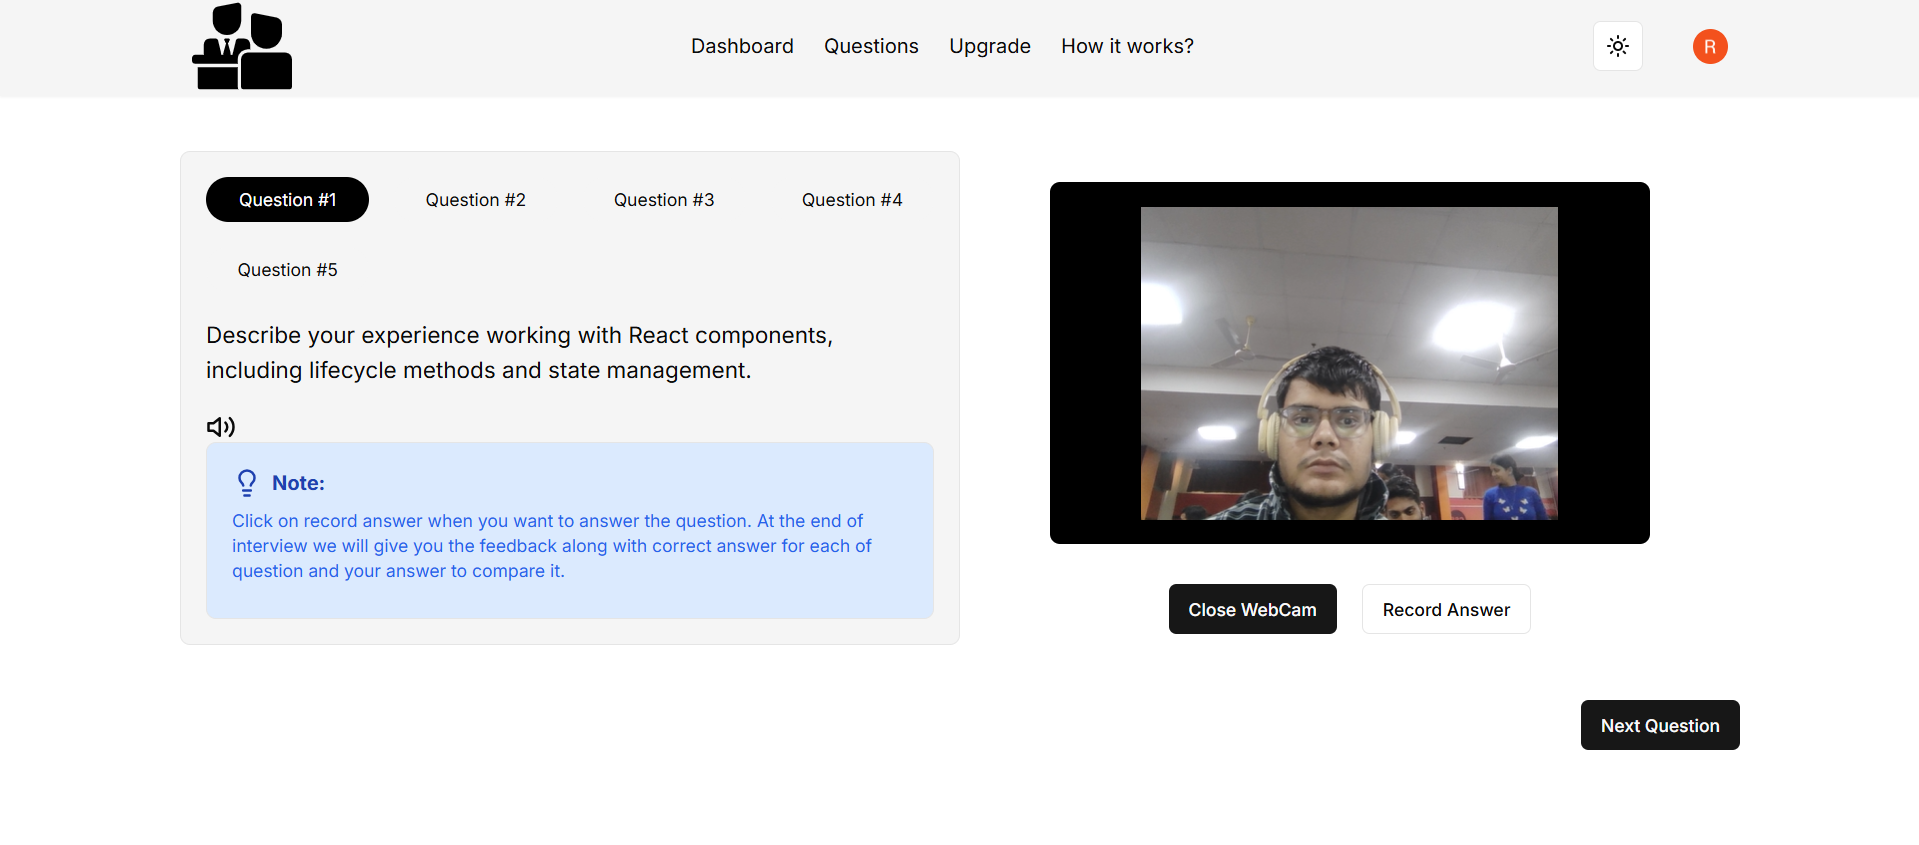 Dashboard Questions Upgrade How it works? R
Question #1 Question #2 Question #3 Question #4
Question #5
Describe your experience working with React components,
including lifecycle methods and state management.
Note:
Click on record answer when you want to answer the question. At the end of
interview we will give you the feedback along with correct answer for each of
question and your answer to compare it.
Close WebCam Record Answer
Next Question